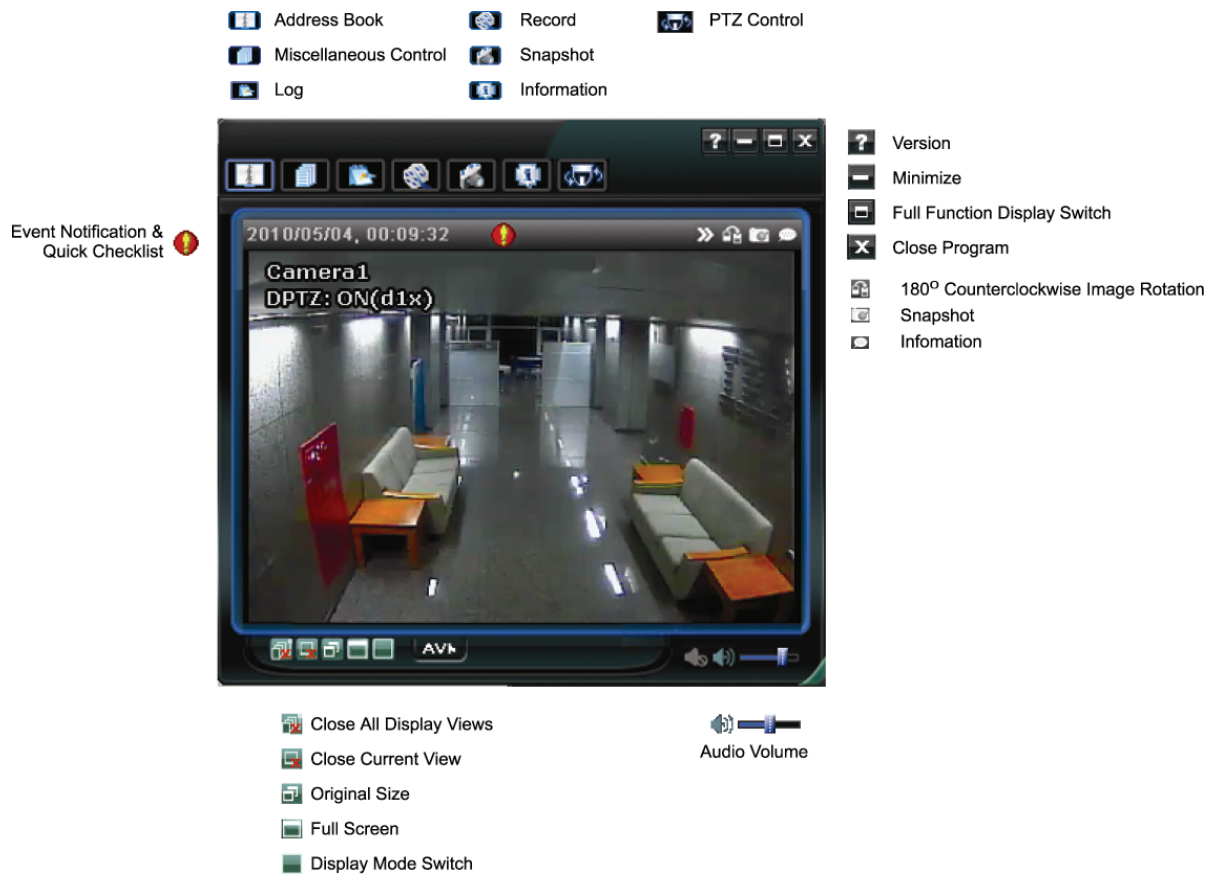 Address Book
Record
PTZ Control
Miscellaneous Control
Snapshot
Log
Information
? Version
Minimize
Full Function Display Switch
X Close Program
Event Notification &
Quick Checklist
2010/05/04, 00:09:32
Camera1
DPTZ: ON(d1x)
180° Counterclockwise Image Rotation
Snapshot
Infomation
Close All Display Views
Close Current View
Original Size
Full Screen
Display Mode Switch
Audio Volume